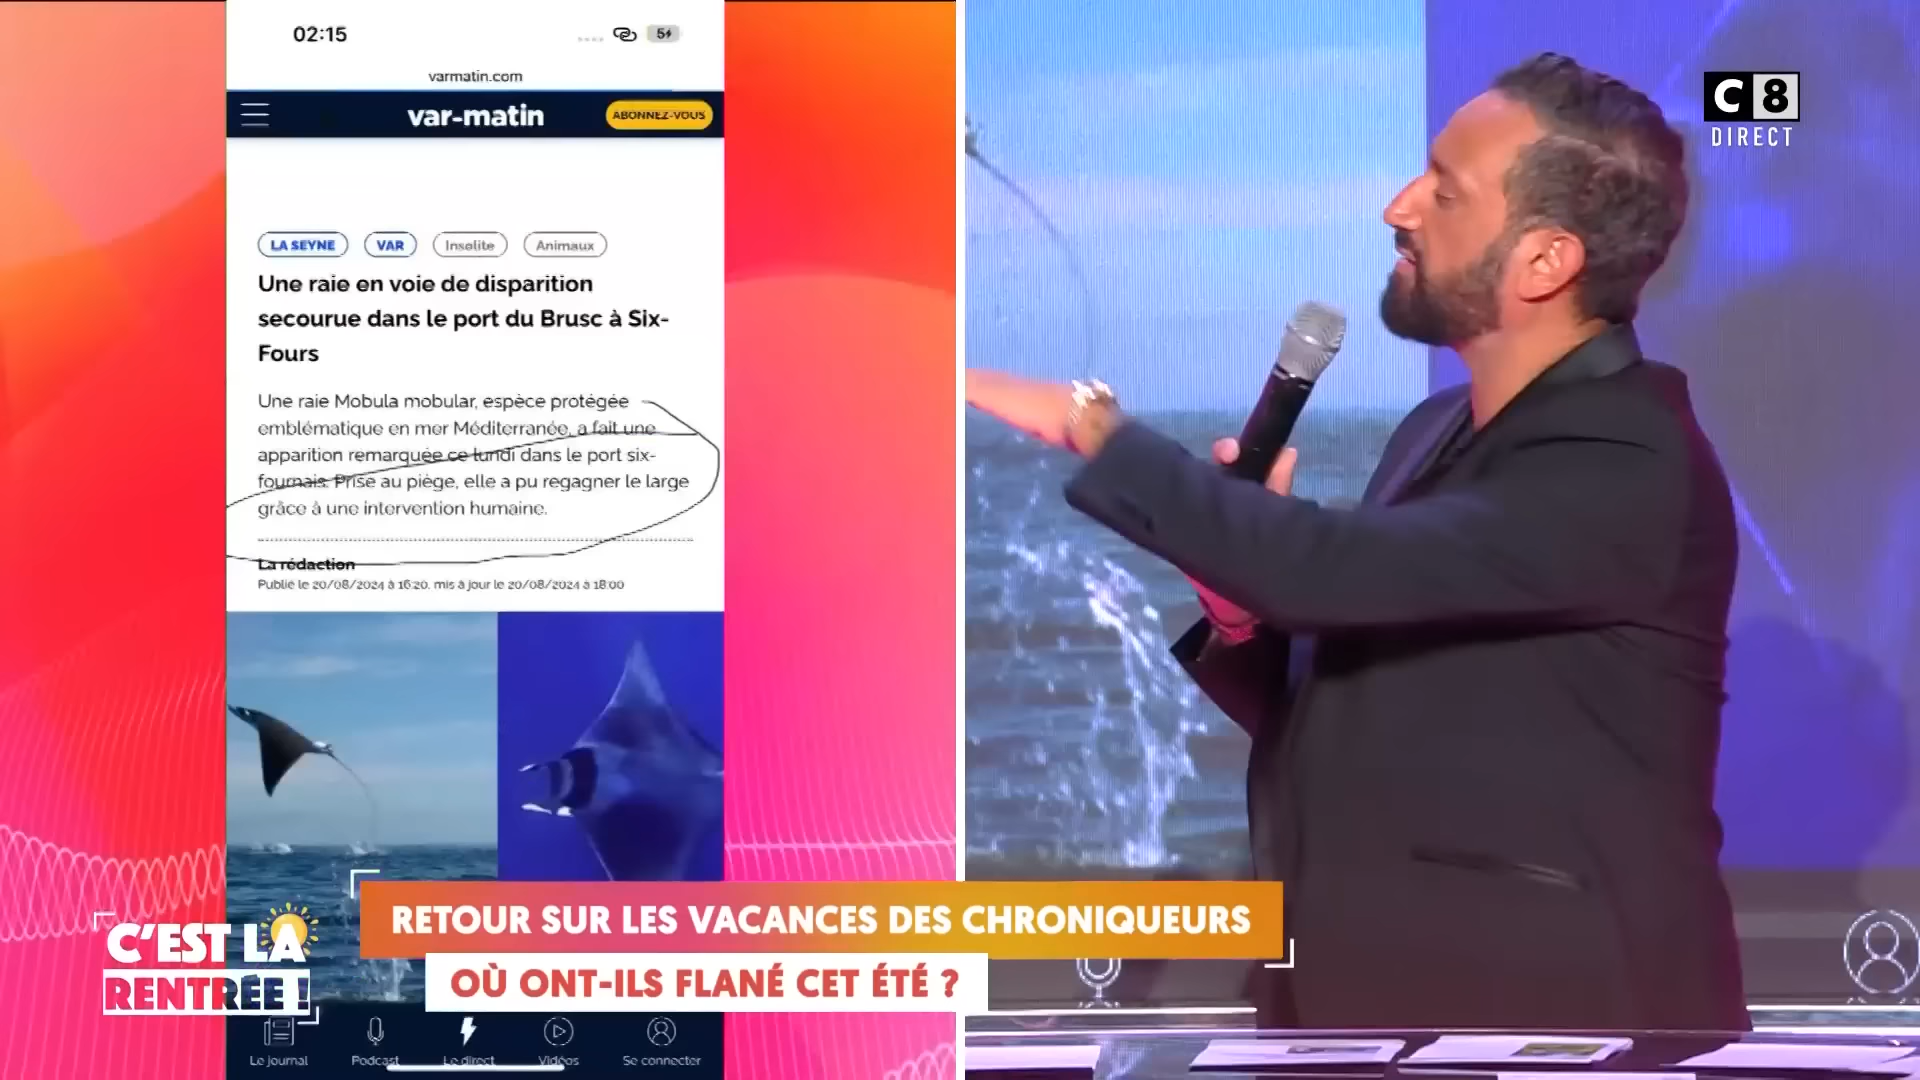 02:15
5
varmatin.com
var-matin
ABONNEZ-VOUS
LA SEYNE
VAR
Insolite
Animaux
Une raie en voie de disparition
secourue dans le port du Brusc à Six-
Fours
Une raie Mobula mobular, espèce protégée
emblématique en mer Méditerranée, a fait une
apparition remarquée ce lundi dans le port six-
fournais. Prise au piège, elle a pu regagner le large
grâce à une intervention humaine.
La rédaction
Publié le 20/08/2024 à 16:20, mis à jour le 20/08/2024 à 18:00
C8
DIRECT
RETOUR SUR LES VACANCES DES CHRONIQUEURS
OÙ ONT-ILS FLANÉ CET ÉTÉ ?
C'EST LA
RENTRÉE !
Le journal
Podcast
Le direct
Vidéos
Se connecter